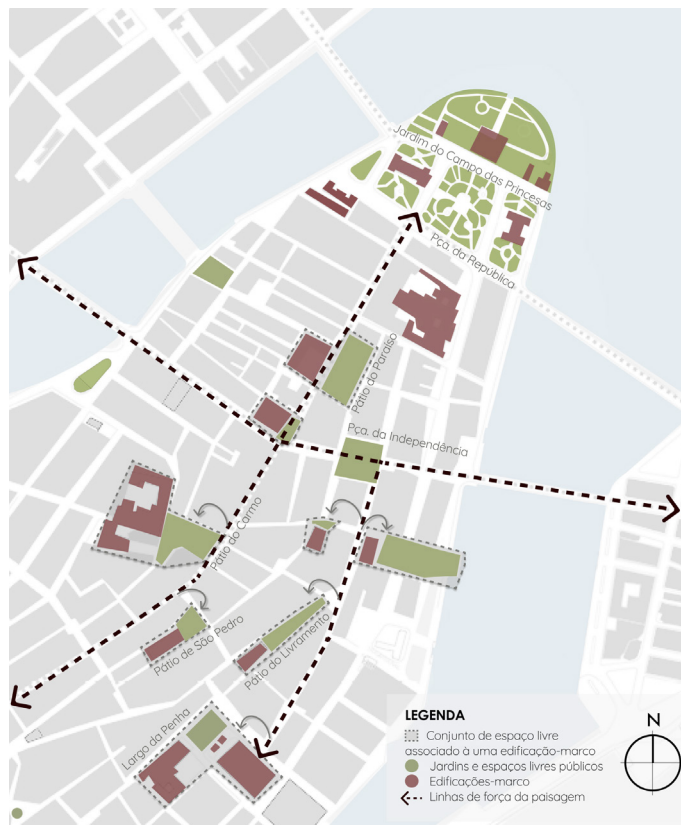 Jardim do Campo das Princesas
Pça. da República
Pátio do Paraíso
Pça. da Independência
Pátio do Carmo
Pátio de São Pedro
Pátio do Livramento
Largo da Penha
LEGENDA
Conjunto de espaço livre
associado à uma edificação-marco
Jardins e espaços livres públicos
Edificações-marco
Linhas de força da paisagem
N